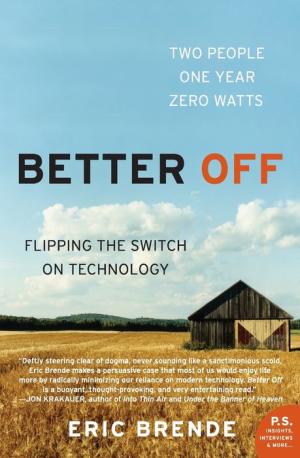 TWO PEOPLE
ONE YEAR
ZERO WATTS
BETTER OFF
FLIPPING THE SWITCH
ON TECHNOLOGY
"Deftly steering clear of dogma, never sounding like a sanctimonious scold,
Eric Brende makes a persuasive case that most of us would enjoy life
more by radically minimizing our reliance on modern technology. Better Off
is a buoyant, thought-provoking, and very entertaining read."
—JON KRAKAUER, author of Into Thin Air and Under the Banner of Heaven
ERIC BRENDE
P.S.
INSIGHTS,
INTERVIEWS
& MORE...